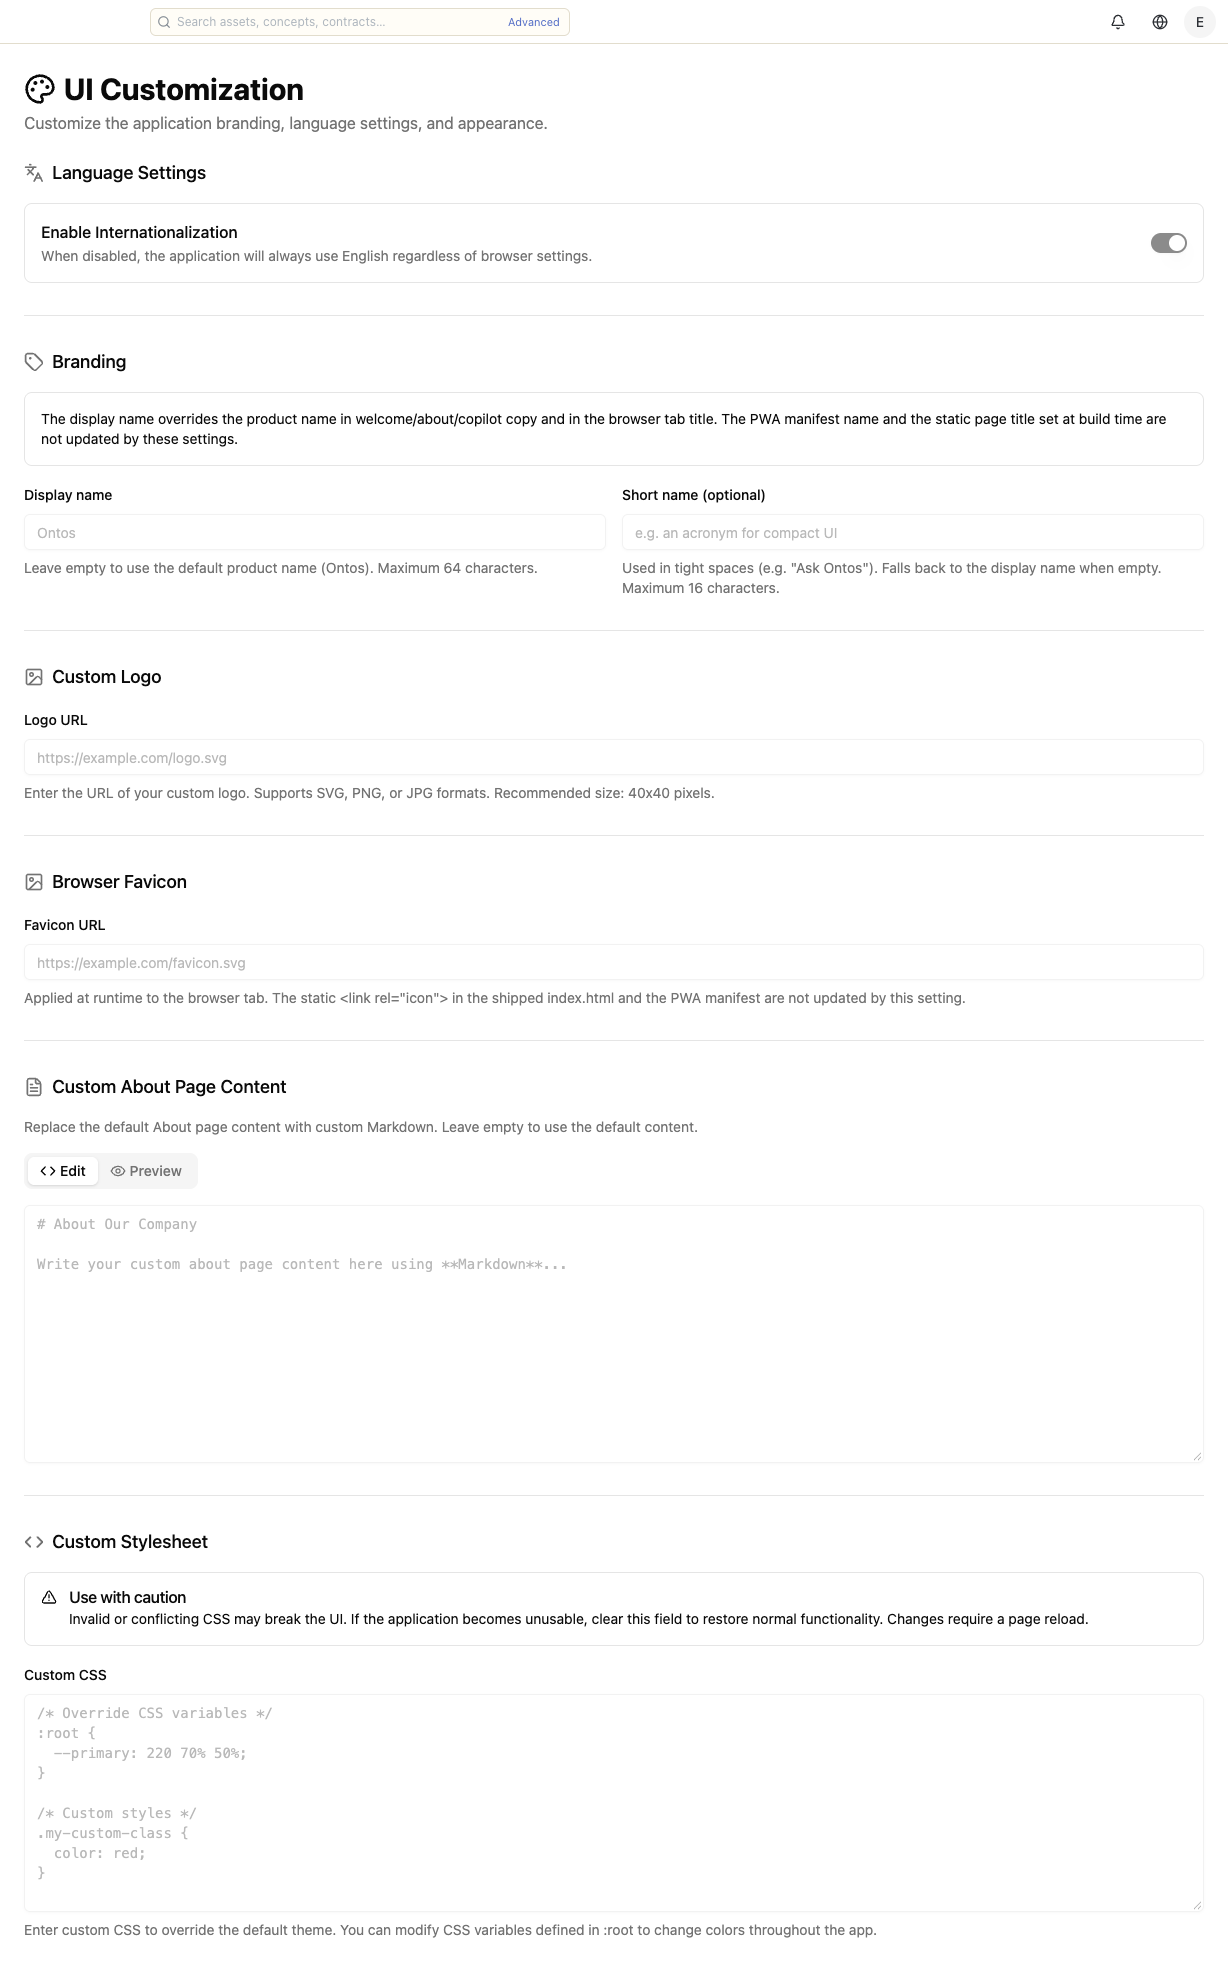 Search assets, concepts, contracts...
Advanced
E
UI Customization
Customize the application branding, language settings, and appearance.
Language Settings
Enable Internationalization
When disabled, the application will always use English regardless of browser settings.
Branding
The display name overrides the product name in welcome/about/copilot copy and in the browser tab title. The PWA manifest name and the static page title set at build time are
not updated by these settings.
Display name
Ontos
Leave empty to use the default product name (Ontos). Maximum 64 characters.
Short name (optional)
e.g. an acronym for compact UI
Used in tight spaces (e.g. "Ask Ontos"). Falls back to the display name when empty.
Maximum 16 characters.
Custom Logo
Logo URL
https://example.com/logo.svg
Enter the URL of your custom logo. Supports SVG, PNG, or JPG formats. Recommended size: 40x40 pixels.
Browser Favicon
Favicon URL
https://example.com/favicon.svg
Applied at runtime to the browser tab. The static <link rel="icon"> in the shipped index.html and the PWA manifest are not updated by this setting.
Custom About Page Content
Replace the default About page content with custom Markdown. Leave empty to use the default content.
Edit
Preview
# About Our Company
Write your custom about page content here using **Markdown**...
Custom Stylesheet
Use with caution
Invalid or conflicting CSS may break the UI. If the application becomes unusable, clear this field to restore normal functionality. Changes require a page reload.
Custom CSS
/* Override CSS variables */
:root {
  --primary: 220 70% 50%;
}
/* Custom styles */
.my-custom-class {
  color: red;
}
Enter custom CSS to override the default theme. You can modify CSS variables defined in :root to change colors throughout the app.